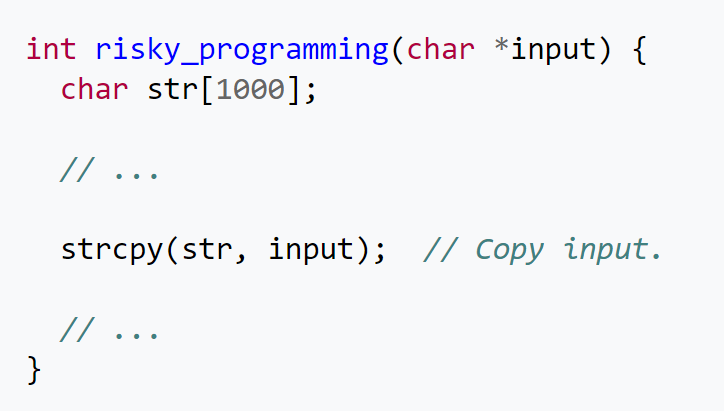 int risky_programming(char *input) {
  char str[1000];
  // ...
  strcpy(str, input);  // Copy input.
  // ...
}